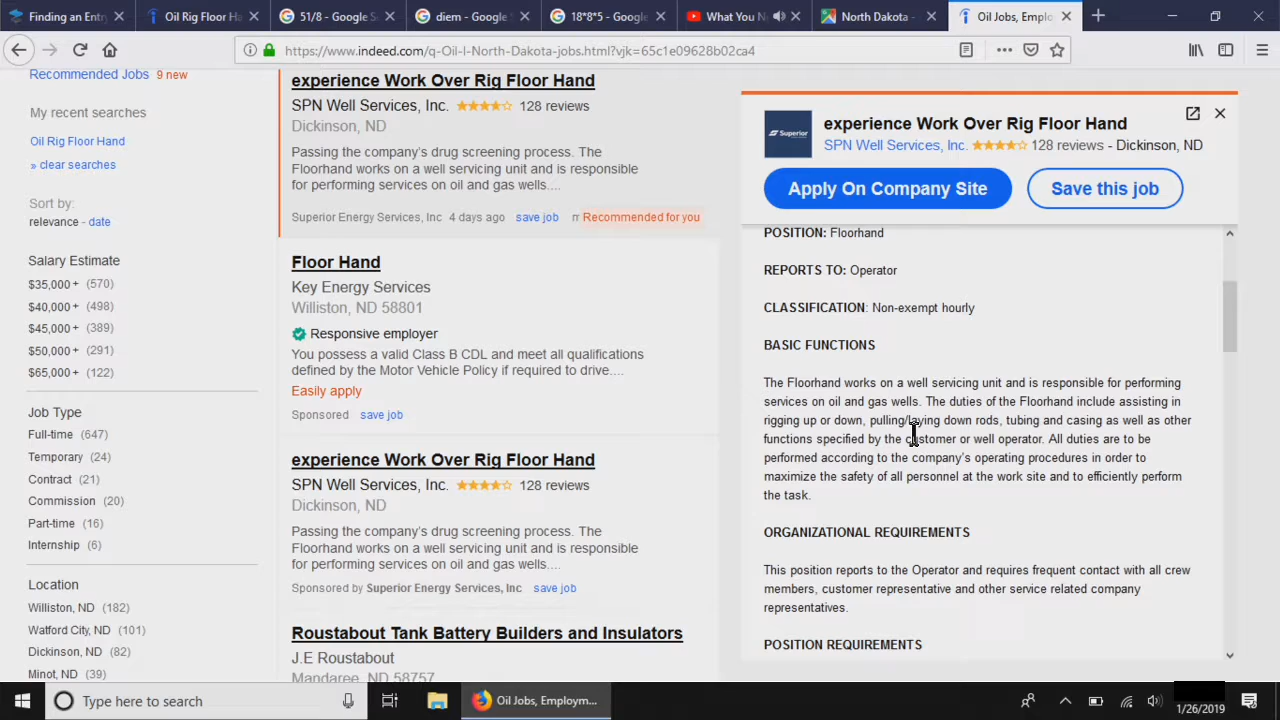 Finding an Entry
Oil Rig Floor Ha
51/8 - Google S
diem - Google
18*8*5 - Google
What You N
North Dakota -
Oil Jobs, Emplo
https://www.indeed.com/q-Oil-l-North-Dakota-jobs.html?vjk=65c1e09628b02ca4
Recommended Jobs 9 new
My recent searches
Oil Rig Floor Hand
» clear searches
Sort by:
relevance - date
Salary Estimate
$35,000+ (570)
$40,000+ (498)
$45,000+ (389)
$50,000+ (291)
$65,000+ (122)
Job Type
Full-time (647)
Temporary (24)
Contract (21)
Commission (20)
Part-time (16)
Internship (6)
Location
Williston, ND (182)
Watford City, ND (101)
Dickinson, ND (82)
Minot, ND (39)
experience Work Over Rig Floor Hand
SPN Well Services, Inc. 128 reviews
Dickinson, ND
Passing the company's drug screening process. The
Floorhand works on a well servicing unit and is responsible
for performing services on oil and gas wells....
Superior Energy Services, Inc 4 days ago save job Recommended for you
Floor Hand
Key Energy Services
Williston, ND 58801
Responsive employer
You possess a valid Class B CDL and meet all qualifications
defined by the Motor Vehicle Policy if required to drive....
Easily apply
Sponsored save job
experience Work Over Rig Floor Hand
SPN Well Services, Inc. 128 reviews
Dickinson, ND
Passing the company's drug screening process. The
Floorhand works on a well servicing unit and is responsible
for performing services on oil and gas wells....
Sponsored by Superior Energy Services, Inc save job
Roustabout Tank Battery Builders and Insulators
J.E Roustabout
Mandaree, ND 58757
Superior
experience Work Over Rig Floor Hand
SPN Well Services, Inc. 128 reviews - Dickinson, ND
Apply On Company Site
Save this job
POSITION: Floorhand
REPORTS TO: Operator
CLASSIFICATION: Non-exempt hourly
BASIC FUNCTIONS
The Floorhand works on a well servicing unit and is responsible for performing
services on oil and gas wells. The duties of the Floorhand include assisting in
rigging up or down, pulling/laying down rods, tubing and casing as well as other
functions specified by the customer or well operator. All duties are to be
performed according to the company's operating procedures in order to
maximize the safety of all personnel at the work site and to efficiently perform
the task.
ORGANIZATIONAL REQUIREMENTS
This position reports to the Operator and requires frequent contact with all crew
members, customer representative and other service related company
representatives.
POSITION REQUIREMENTS
Type here to search
Oil Jobs, Employm...
1/26/2019